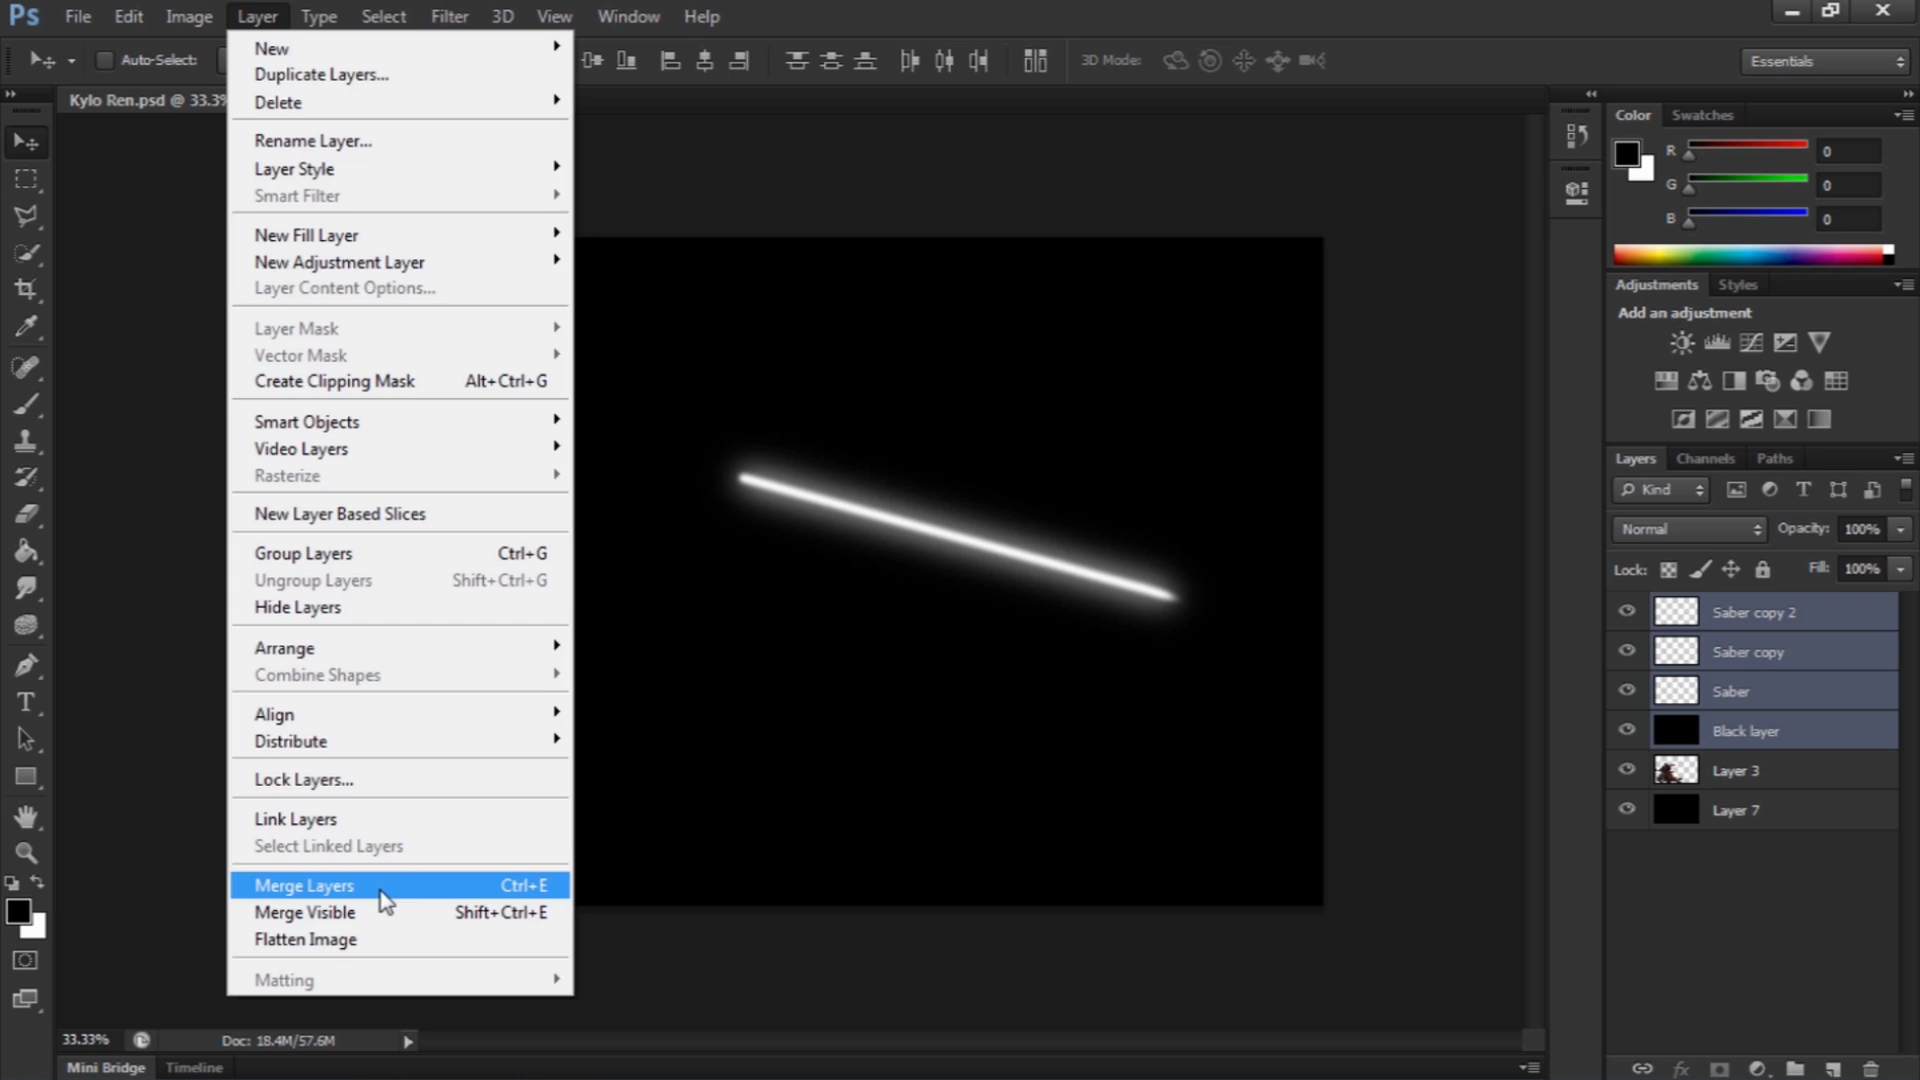 Ps File Edit Image Layer Type Select Filter 3D View Window Help
Auto-Select:
3D Mode:
Essentials
Kylo Ren.psd @ 33.3%
New
Duplicate Layers...
Delete
Rename Layer...
Layer Style
Smart Filter
New Fill Layer
New Adjustment Layer
Layer Content Options...
Layer Mask
Vector Mask
Create Clipping Mask Alt+Ctrl+G
Smart Objects
Video Layers
Rasterize
New Layer Based Slices
Group Layers Ctrl+G
Ungroup Layers Shift+Ctrl+G
Hide Layers
Arrange
Combine Shapes
Align
Distribute
Lock Layers...
Link Layers
Select Linked Layers
Merge Layers Ctrl+E
Merge Visible Shift+Ctrl+E
Flatten Image
Matting
Color Swatches
R 0
G 0
B 0
Adjustments Styles
Add an adjustment
Layers Channels Paths
Kind
Normal Opacity: 100%
Lock: Fill: 100%
Saber copy 2
Saber copy
Saber
Black layer
Layer 3
Layer 7
33.33% Doc: 18.4M/57.6M
Mini Bridge Timeline